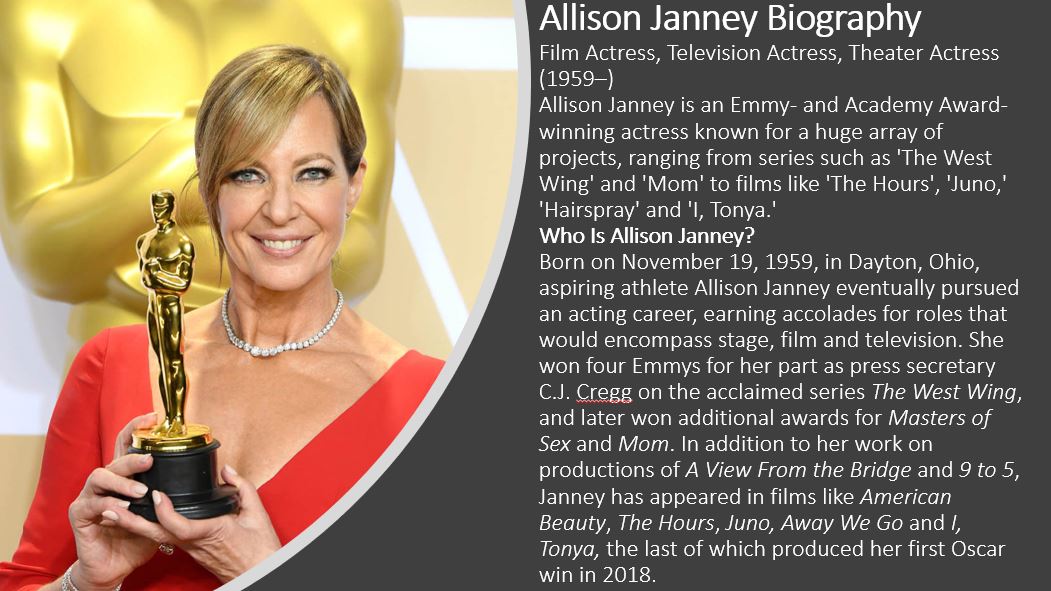 Allison Janney Biography
Film Actress, Television Actress, Theater Actress
(1959–)
Allison Janney is an Emmy- and Academy Award-
winning actress known for a huge array of
projects, ranging from series such as 'The West
Wing' and 'Mom' to films like 'The Hours', 'Juno,'
'Hairspray' and 'I, Tonya.'
Who Is Allison Janney?
Born on November 19, 1959, in Dayton, Ohio,
aspiring athlete Allison Janney eventually pursued
an acting career, earning accolades for roles that
would encompass stage, film and television. She
won four Emmys for her part as press secretary
C.J. Cregg on the acclaimed series The West Wing,
and later won additional awards for Masters of
Sex and Mom. In addition to her work on
productions of A View From the Bridge and 9 to 5,
Janney has appeared in films like American
Beauty, The Hours, Juno, Away We Go and I,
Tonya, the last of which produced her first Oscar
win in 2018.